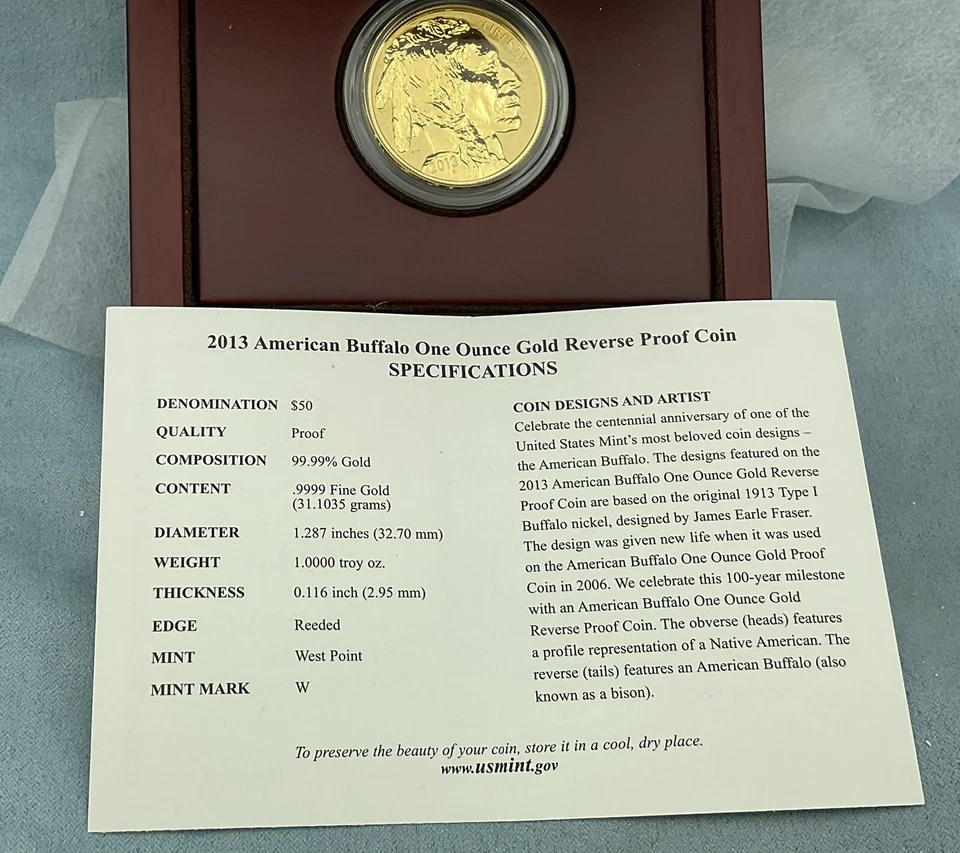 LIBERTY
2013
2013 American Buffalo One Ounce Gold Reverse Proof Coin
SPECIFICATIONS
DENOMINATION $50
QUALITY Proof
COMPOSITION 99.99% Gold
CONTENT .9999 Fine Gold
(31.1035 grams)
DIAMETER 1.287 inches (32.70 mm)
WEIGHT 1.0000 troy oz.
THICKNESS 0.116 inch (2.95 mm)
EDGE Reeded
MINT West Point
MINT MARK W
COIN DESIGNS AND ARTIST
Celebrate the centennial anniversary of one of the
United States Mint's most beloved coin designs –
the American Buffalo. The designs featured on the
2013 American Buffalo One Ounce Gold Reverse
Proof Coin are based on the original 1913 Type I
Buffalo nickel, designed by James Earle Fraser.
The design was given new life when it was used
on the American Buffalo One Ounce Gold Proof
Coin in 2006. We celebrate this 100-year milestone
with an American Buffalo One Ounce Gold
Reverse Proof Coin. The obverse (heads) features
a profile representation of a Native American. The
reverse (tails) features an American Buffalo (also
known as a bison).
To preserve the beauty of your coin, store it in a cool, dry place.
www.usmint.gov